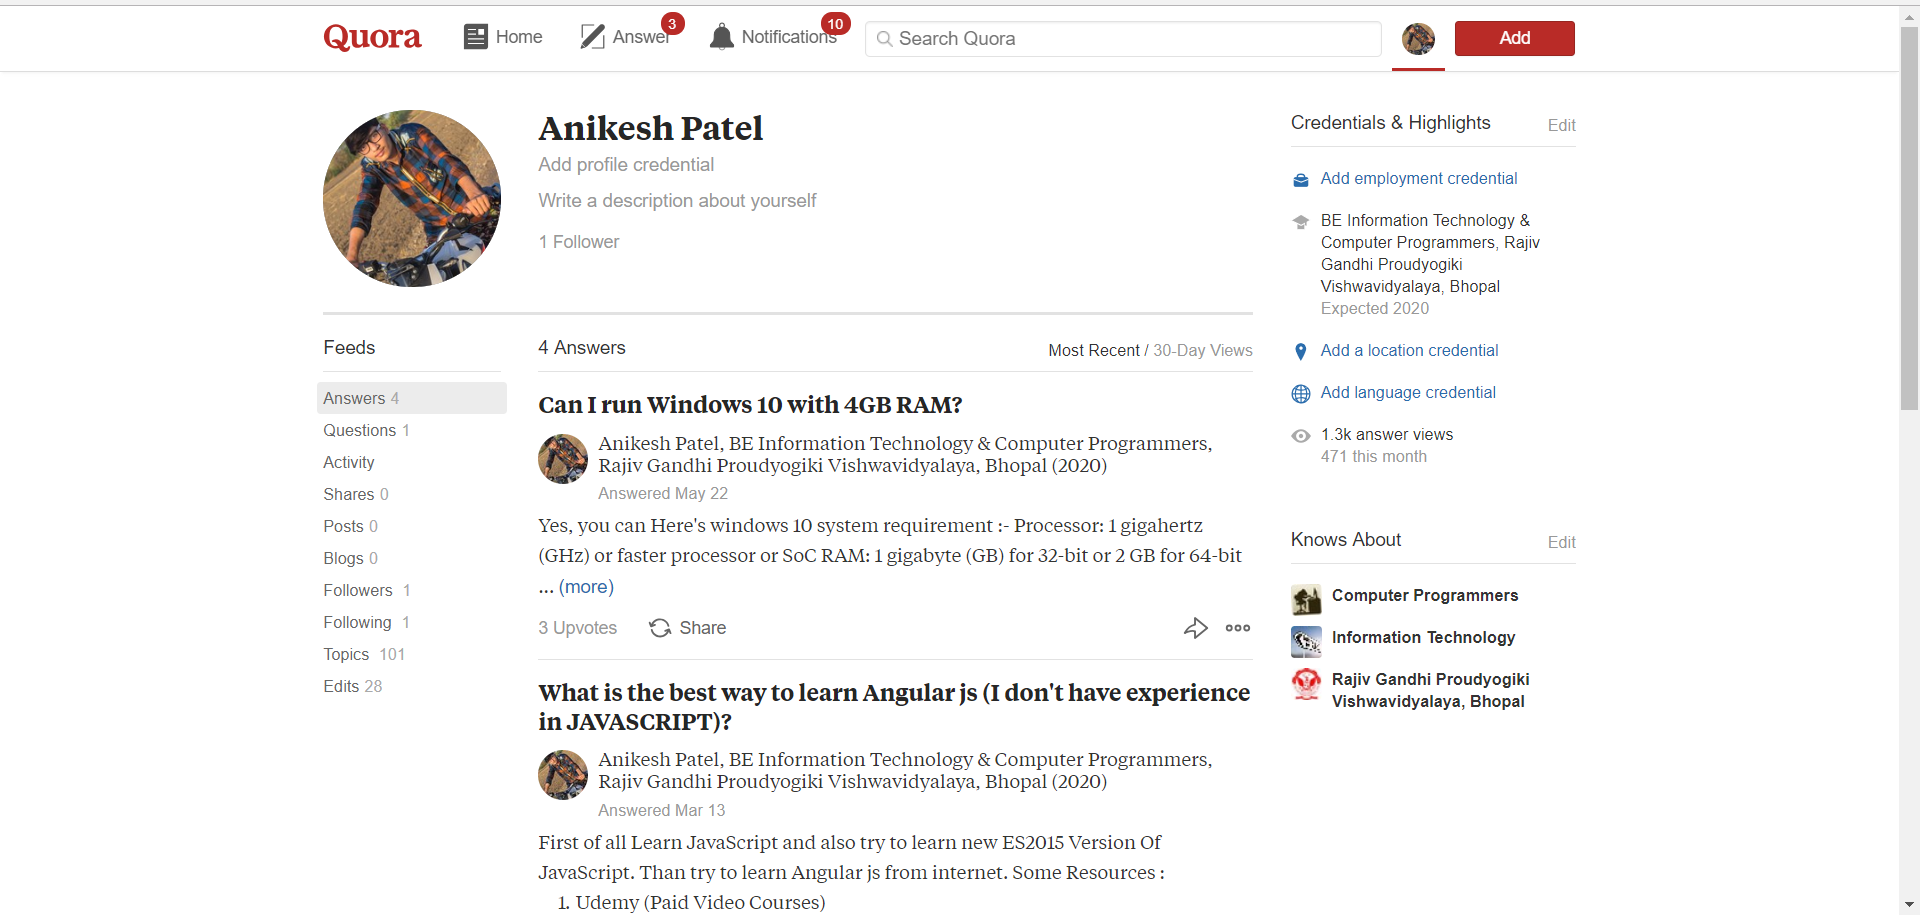 Quora
Home
Answer
3
Notifications
10
Search Quora
Add
Anikesh Patel
Add profile credential
Write a description about yourself
1 Follower
Feeds
Answers 4
Questions 1
Activity
Shares 0
Posts 0
Blogs 0
Followers 1
Following 1
Topics 101
Edits 28
4 Answers
Most Recent / 30-Day Views
Can I run Windows 10 with 4GB RAM?
Anikesh Patel, BE Information Technology & Computer Programmers,
Rajiv Gandhi Proudyogiki Vishwavidyalaya, Bhopal (2020)
Answered May 22
Yes, you can Here's windows 10 system requirement :- Processor: 1 gigahertz
(GHz) or faster processor or SoC RAM: 1 gigabyte (GB) for 32-bit or 2 GB for 64-bit
... (more)
3 Upvotes
Share
What is the best way to learn Angular js (I don't have experience
in JAVASCRIPT)?
Anikesh Patel, BE Information Technology & Computer Programmers,
Rajiv Gandhi Proudyogiki Vishwavidyalaya, Bhopal (2020)
Answered Mar 13
First of all Learn JavaScript and also try to learn new ES2015 Version Of
JavaScript. Than try to learn Angular js from internet. Some Resources :
1. Udemy (Paid Video Courses)
Credentials & Highlights
Edit
Add employment credential
BE Information Technology &
Computer Programmers, Rajiv
Gandhi Proudyogiki
Vishwavidyalaya, Bhopal
Expected 2020
Add a location credential
Add language credential
1.3k answer views
471 this month
Knows About
Edit
Computer Programmers
Information Technology
Rajiv Gandhi Proudyogiki
Vishwavidyalaya, Bhopal